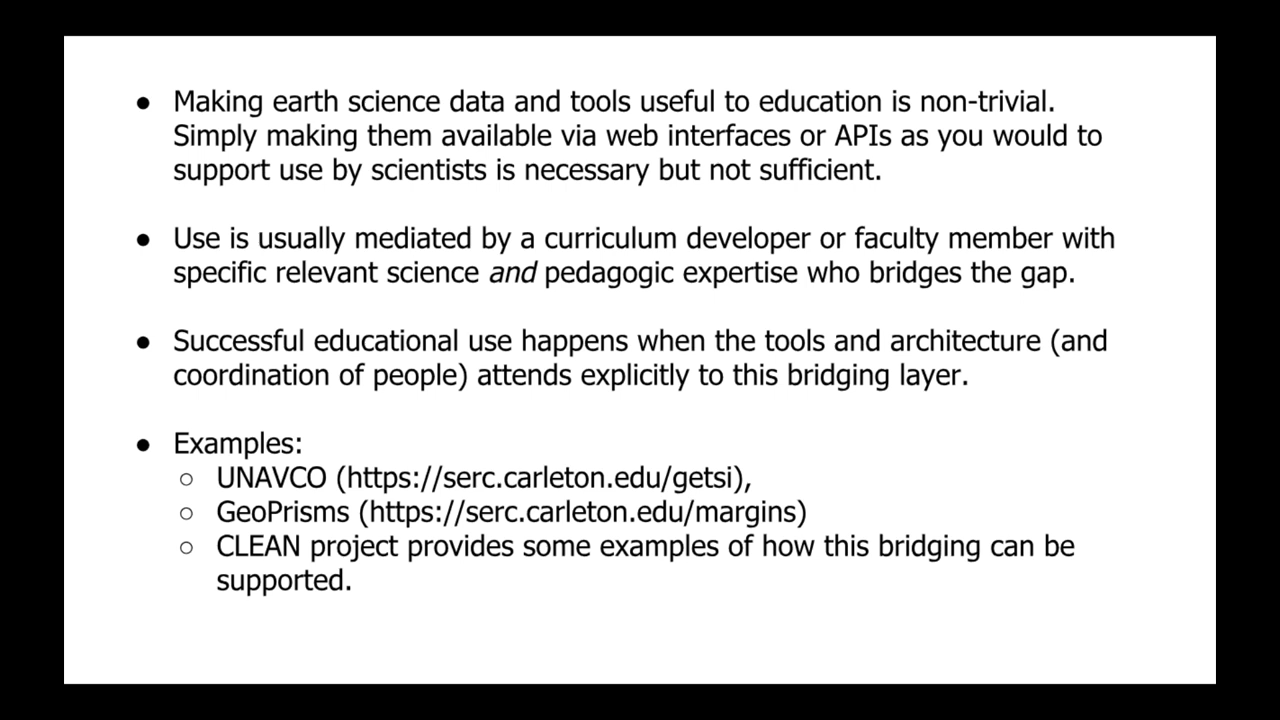 ● Making earth science data and tools useful to education is non-trivial.
Simply making them available via web interfaces or APIs as you would to
support use by scientists is necessary but not sufficient.
● Use is usually mediated by a curriculum developer or faculty member with
specific relevant science and pedagogic expertise who bridges the gap.
● Successful educational use happens when the tools and architecture (and
coordination of people) attends explicitly to this bridging layer.
● Examples:
○ UNAVCO (https://serc.carleton.edu/getsi),
○ GeoPrisms (https://serc.carleton.edu/margins)
○ CLEAN project provides some examples of how this bridging can be
supported.